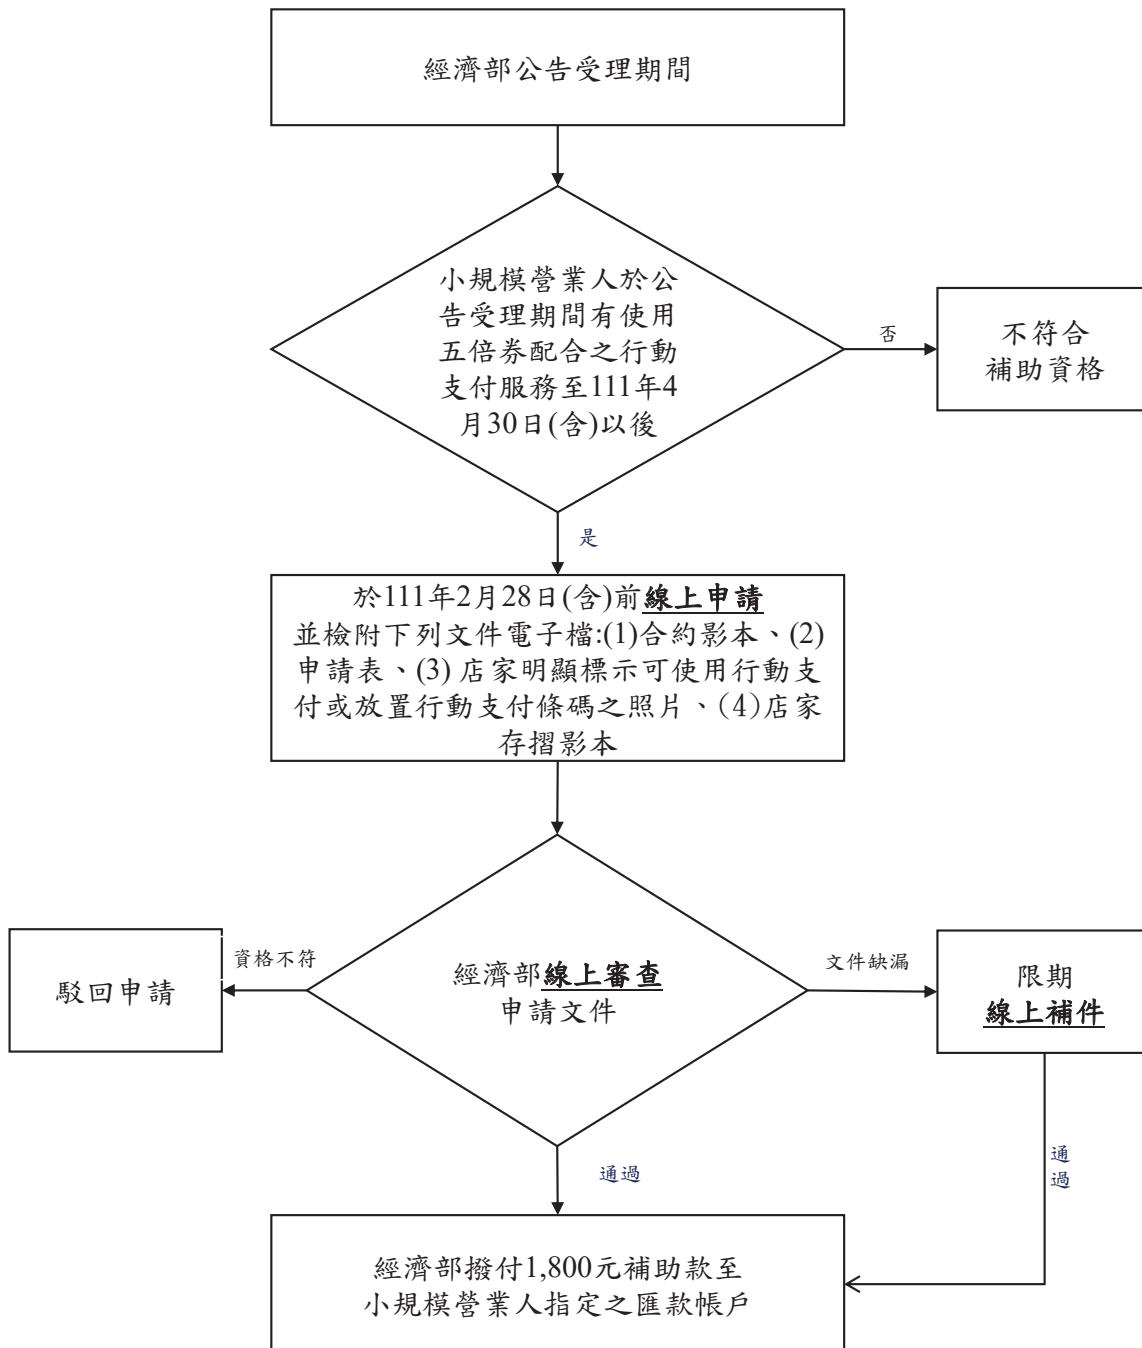 經濟部公告受理期間
小規模營業人於公
告受理期間有使用
五倍券配合之行動
支付服務至111年4
月30日(含)以後
否
不符合
補助資格
是
於111年2月28日(含)前線上申請
並檢附下列文件電子檔:(1)合約影本、(2)
申請表、(3) 店家明顯標示可使用行動支
付或放置行動支付條碼之照片、(4)店家
存摺影本
資格不符
駁回申請
經濟部線上審查
申請文件
文件缺漏
限期
線上補件
通過
通
過
經濟部撥付1,800元補助款至
小規模營業人指定之匯款帳戶